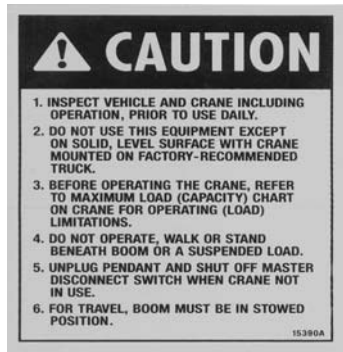 CAUTION
1. INSPECT VEHICLE AND CRANE INCLUDING
OPERATION, PRIOR TO USE DAILY.
2. DO NOT USE THIS EQUIPMENT EXCEPT
ON SOLID, LEVEL SURFACE WITH CRANE
MOUNTED ON FACTORY-RECOMMENDED
TRUCK.
3. BEFORE OPERATING THE CRANE, REFER
TO MAXIMUM LOAD (CAPACITY) CHART
ON CRANE FOR OPERATING (LOAD)
LIMITATIONS.
4. DO NOT OPERATE, WALK OR STAND
BENEATH BOOM OR A SUSPENDED LOAD.
5. UNPLUG PENDANT AND SHUT OFF MASTER
DISCONNECT SWITCH WHEN CRANE NOT
IN USE.
6. FOR TRAVEL, BOOM MUST BE IN STOWED
POSITION.
15390A